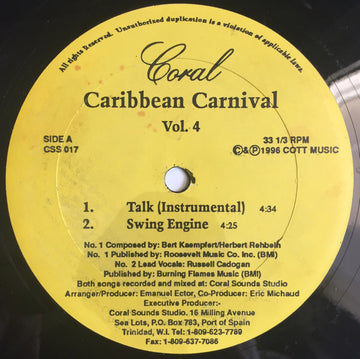 All rights Reserved. Unauthorized duplication is a violation of applicable laws.
Coral
Caribbean Carnival
Vol. 4
SIDE A
CSS 017
33 1/3 RPM
©&℗1996 COTT MUSIC
1. Talk (Instrumental) 4:34
2. Swing Engine 4:25
No. 1 Composed by: Bert Kaempfert/Herbert Rehbein
No. 1 Published by: Roosevelt Music Co. Inc. (BMI)
No. 2 Lead Vocals: Russell Cadogan
Published by: Burning Flames Music (BMI)
Both songs recorded and mixed at: Coral Sounds Studio
Arranger/Producer: Emanuel Ector, Co-Producer: Eric Michaud
Executive Producer:-
Coral Sounds Studio, 16 Milling Avenue
Sea Lots, P.O. Box 783, Port of Spain
Trinidad, W.I. Tel: 1-809-623-7789
Fax: 1-809-637-7086